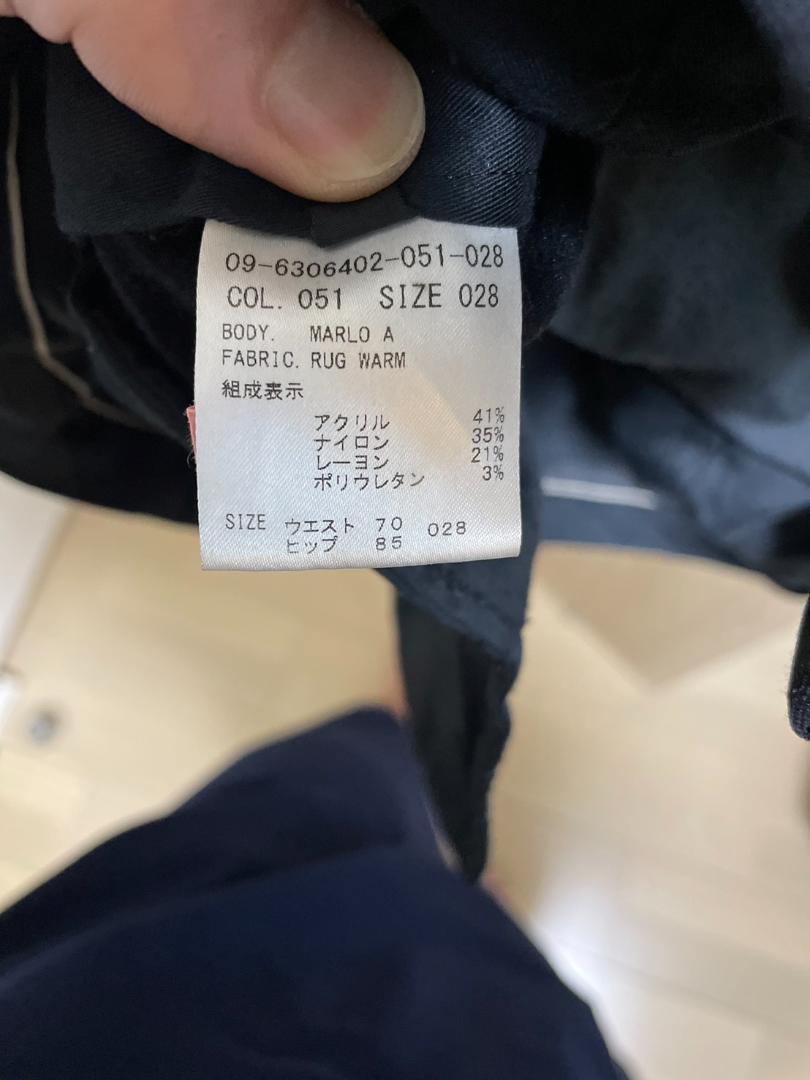 09-6306402-051-028
COL. 051 SIZE 028
BODY. MARLO A
FABRIC. RUG WARM
組成表示
アクリル 41%
ナイロン 35%
レーヨン 21%
ポリウレタン 3%
SIZE ウエスト 70 028
ヒップ 85